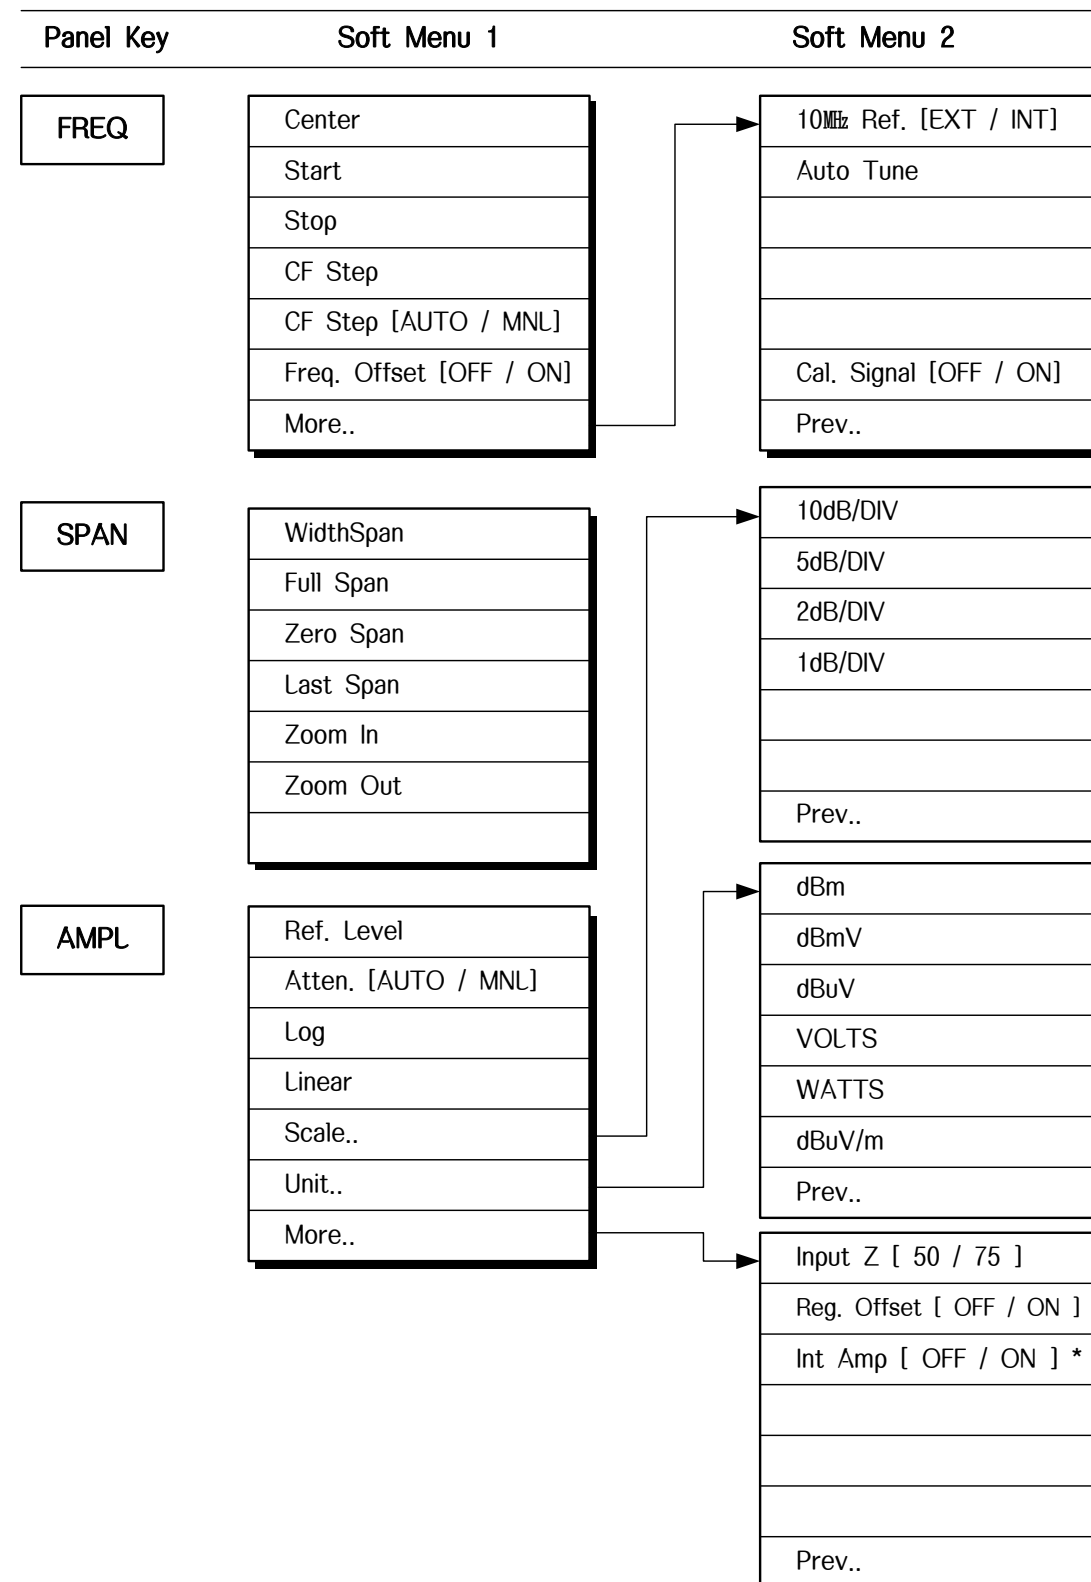 Panel Key Soft Menu 1 Soft Menu 2
FREQ
Center
Start
Stop
CF Step
CF Step [AUTO / MNL]
Freq. Offset [OFF / ON]
More..
10MHz Ref. [EXT / INT]
Auto Tune
Cal. Signal [OFF / ON]
Prev..
SPAN
WidthSpan
Full Span
Zero Span
Last Span
Zoom In
Zoom Out
10dB/DIV
5dB/DIV
2dB/DIV
1dB/DIV
Prev..
AMPL
Ref. Level
Atten. [AUTO / MNL]
Log
Linear
Scale..
Unit..
More..
dBm
dBmV
dBuV
VOLTS
WATTS
dBuV/m
Prev..
Input Z [ 50 / 75 ]
Reg. Offset [ OFF / ON ]
Int Amp [ OFF / ON ] *
Prev..